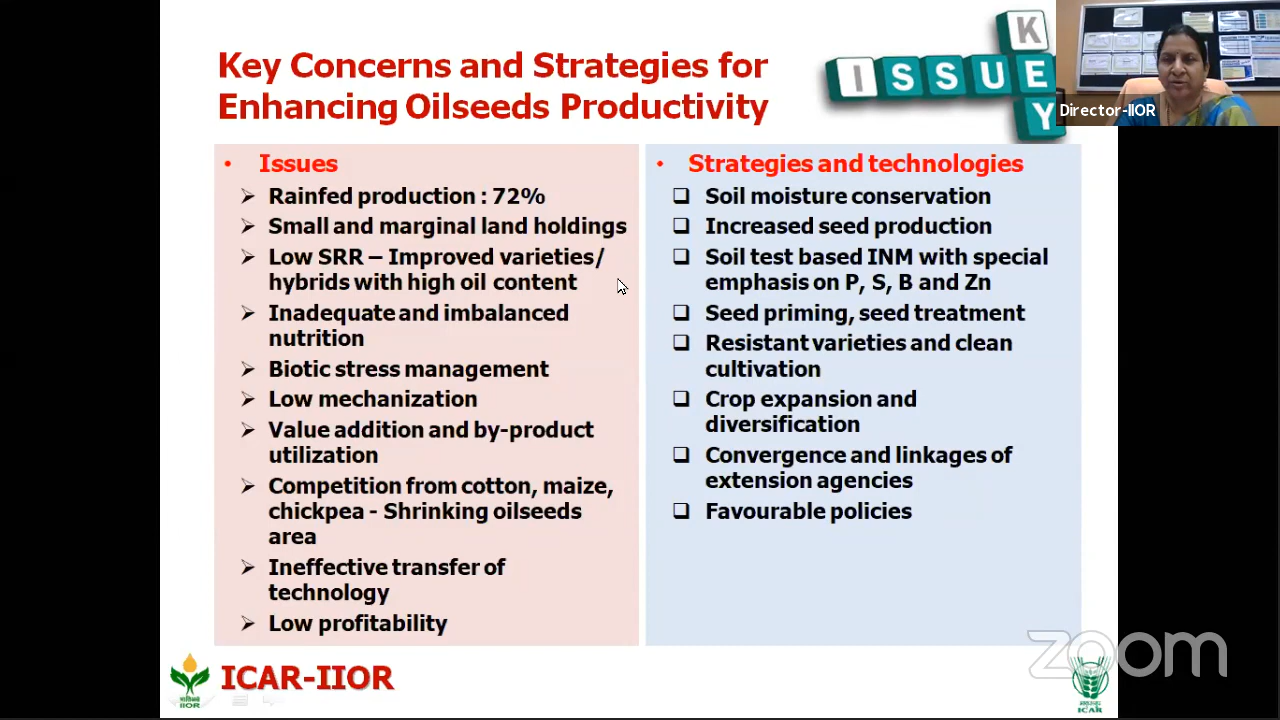 Key Concerns and Strategies for
Enhancing Oilseeds Productivity
KEY
ISSUE
Director-IIOR
• Issues
Rainfed production : 72%
Small and marginal land holdings
Low SRR – Improved varieties/
hybrids with high oil content
Inadequate and imbalanced
nutrition
Biotic stress management
Low mechanization
Value addition and by-product
utilization
Competition from cotton, maize,
chickpea - Shrinking oilseeds
area
Ineffective transfer of
technology
Low profitability
• Strategies and technologies
Soil moisture conservation
Increased seed production
Soil test based INM with special
emphasis on P, S, B and Zn
Seed priming, seed treatment
Resistant varieties and clean
cultivation
Crop expansion and
diversification
Convergence and linkages of
extension agencies
Favourable policies
IIOR
ICAR-IIOR
zoom
ICAR